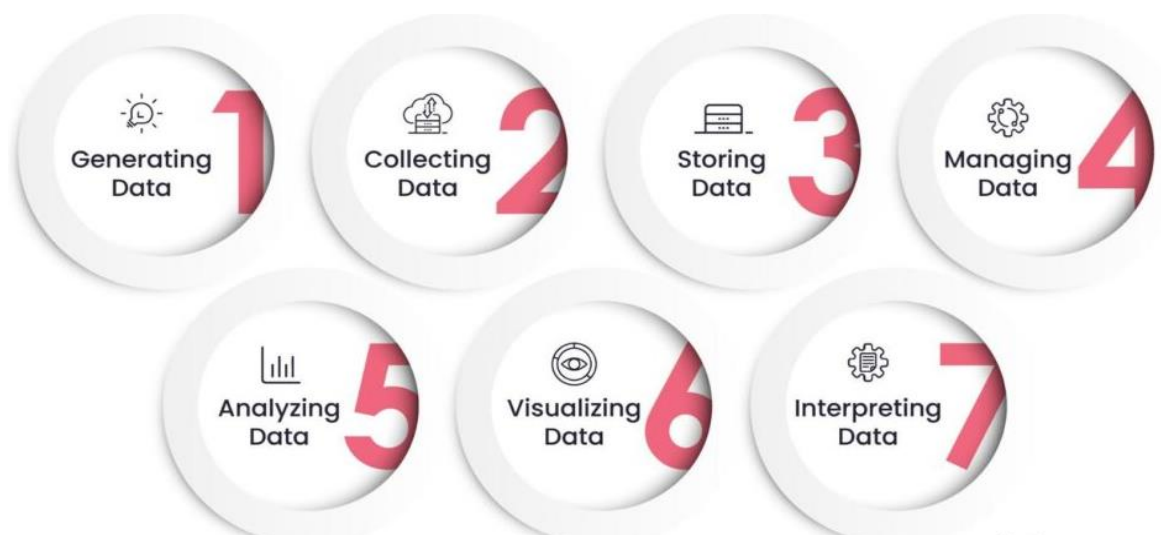 Generating
Data
1
Collecting
Data
2
Storing
Data
3
Managing
Data
4
Analyzing
Data
5
Visualizing
Data
6
Interpreting
Data
7